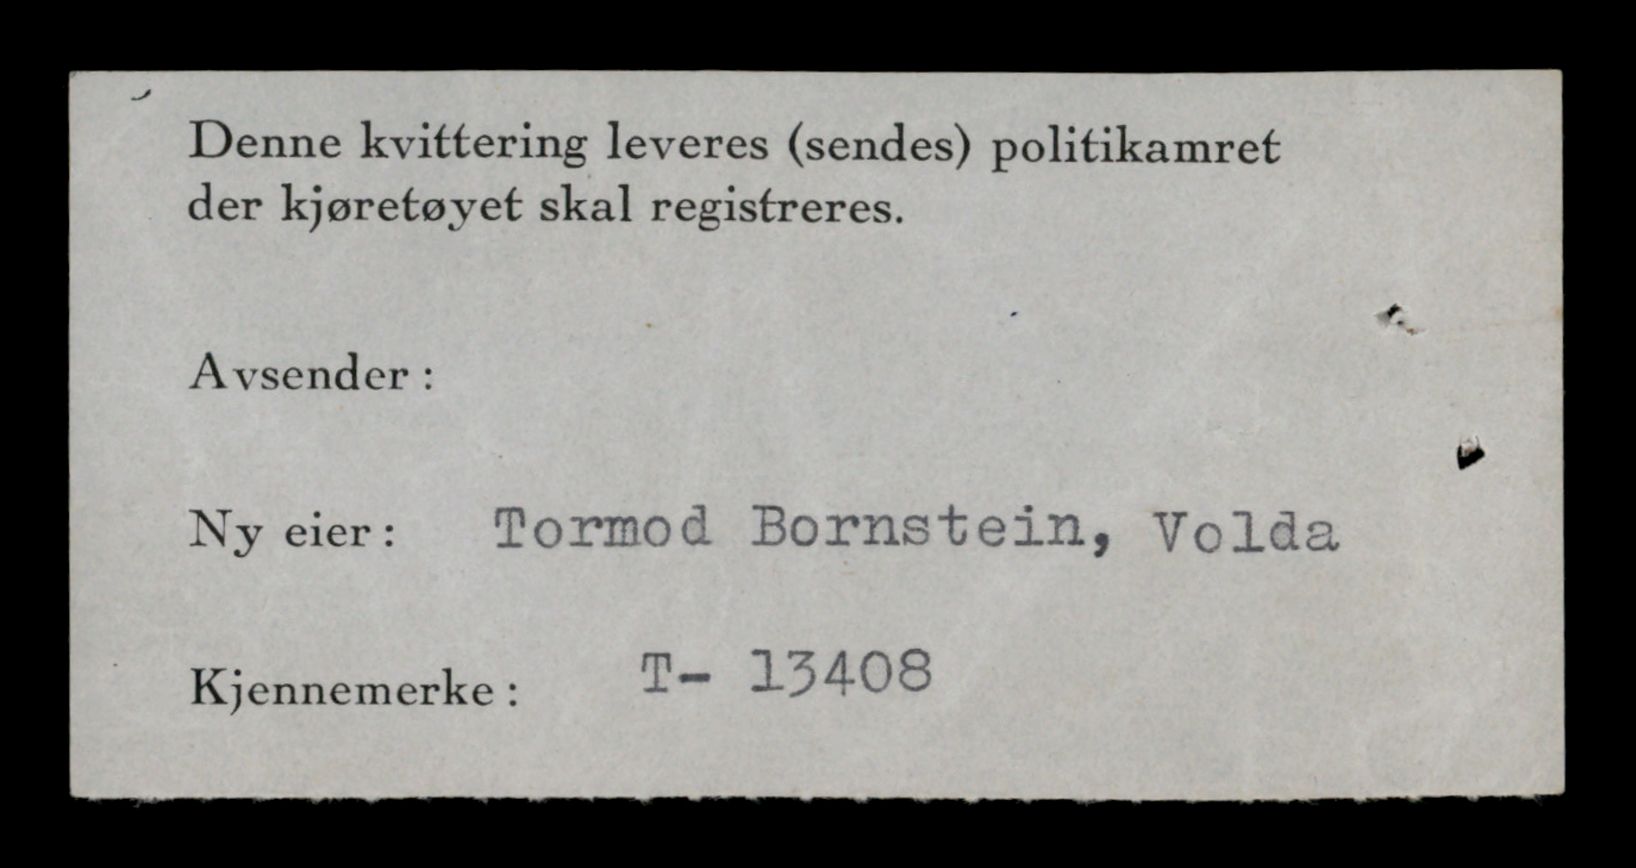 Denne kvittering leveres (sendes) politikamret
der kjøretøyet skal registreres.
Avsender:
Ny eier: Tormod Bornstein, Volda
Kjennemerke: T- 13408